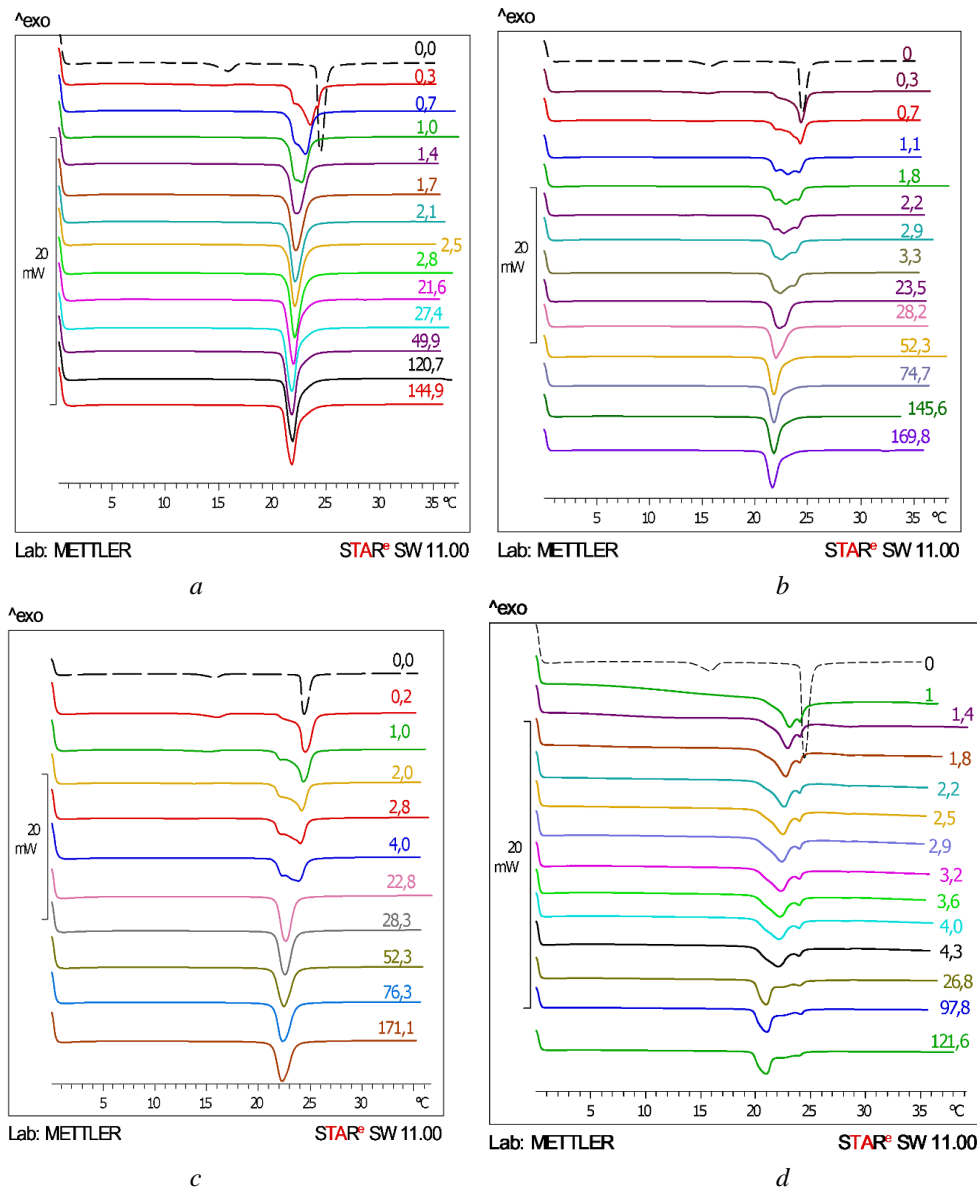 ^exo
0,0
0,3
0,7
1,0
1,4
1,7
2,1
2,5
2,8
21,6
27,4
49,9
120,7
144,9
20
mW
5 10 15 20 25 30 35 ºC
Lab: METTLER STARe SW 11.00
a
^exo
0
0,3
0,7
1,1
1,8
2,2
2,9
3,3
23,5
28,2
52,3
74,7
145,6
169,8
20
mW
5 10 15 20 25 30 35 ºC
Lab: METTLER STARe SW 11.00
b
^exo
0,0
0,2
1,0
2,0
2,8
4,0
22,8
28,3
52,3
76,3
171,1
20
mW
5 10 15 20 25 30 35 ºC
Lab: METTLER STARe SW 11.00
c
^exo
0
1
1,4
1,8
2,2
2,5
2,9
3,2
3,6
4,0
4,3
26,8
97,8
121,6
20
mW
5 10 15 20 25 30 35 ºC
Lab: METTLER STARe SW 11.00
d